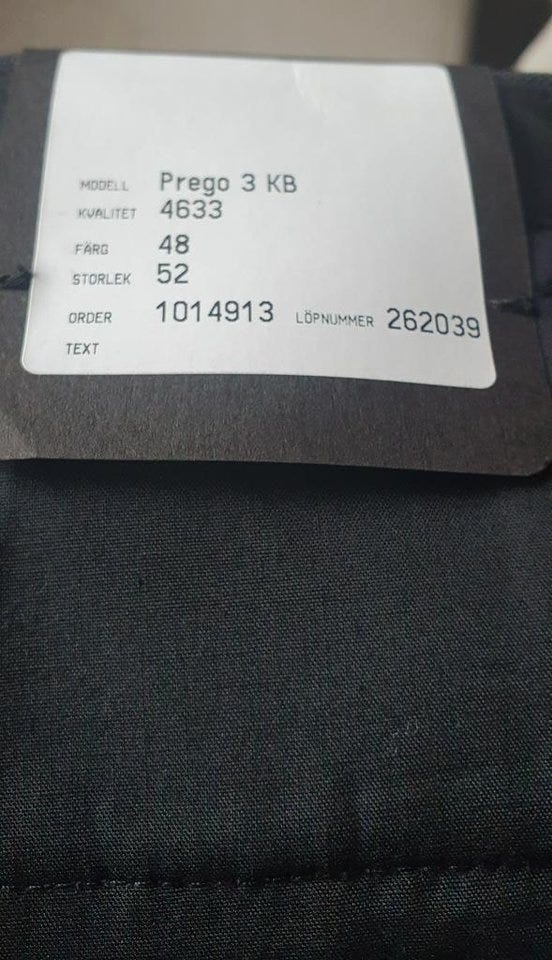 MODELL Prego 3 KB
KVALITET 4633
FÄRG 48
STORLEK 52
ORDER 1014913 LÖPNUMMER 262039
TEXT